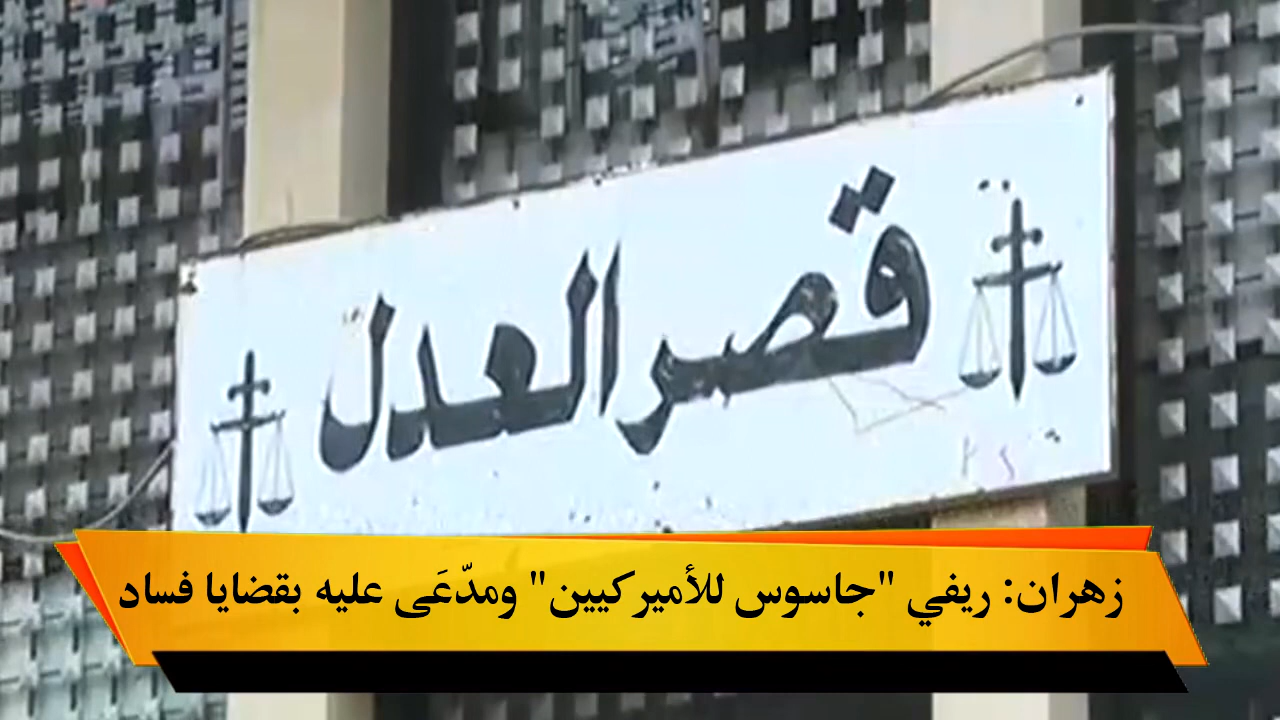 قصر العدل
زهران: ريفي "جاسوس للأميركيين" ومدّعَى عليه بقضايا فساد